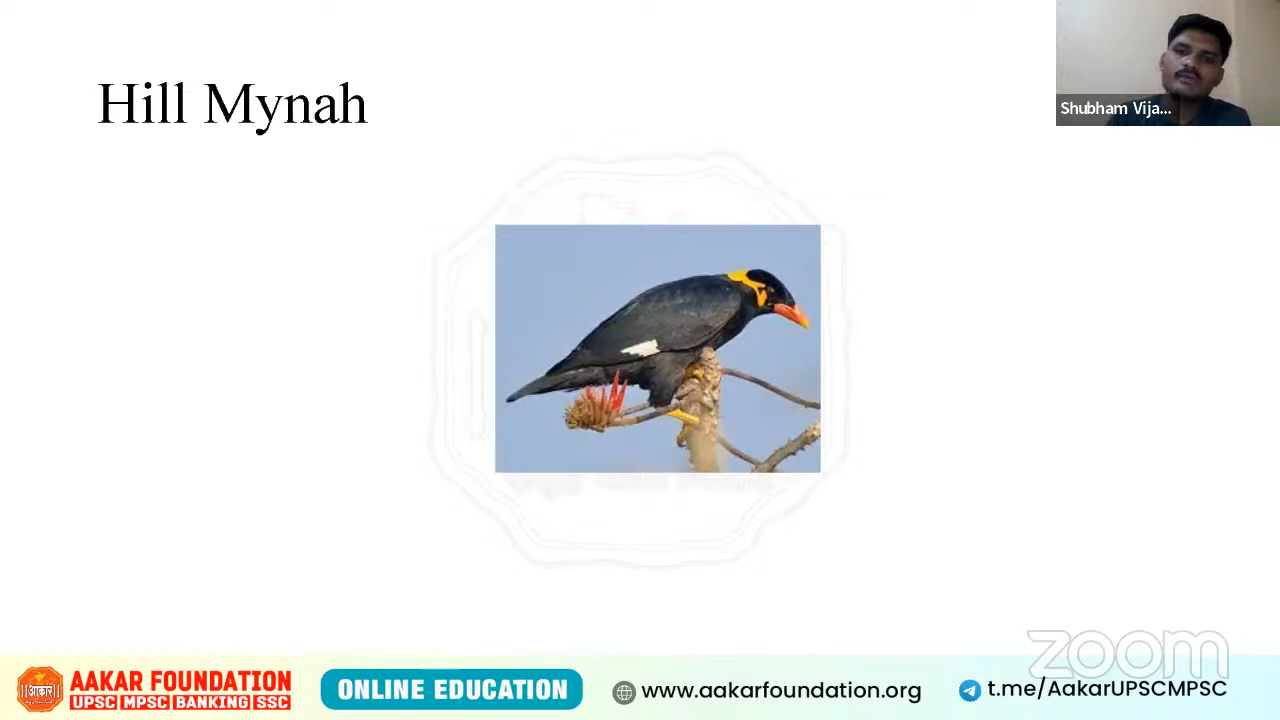 Hill Mynah
Shubham Vija...
zoom
||आकार||
AAKAR FOUNDATION
UPSC MPSC BANKING SSC
ONLINE EDUCATION
www.aakarfoundation.org
t.me/AakarUPSCMPSC